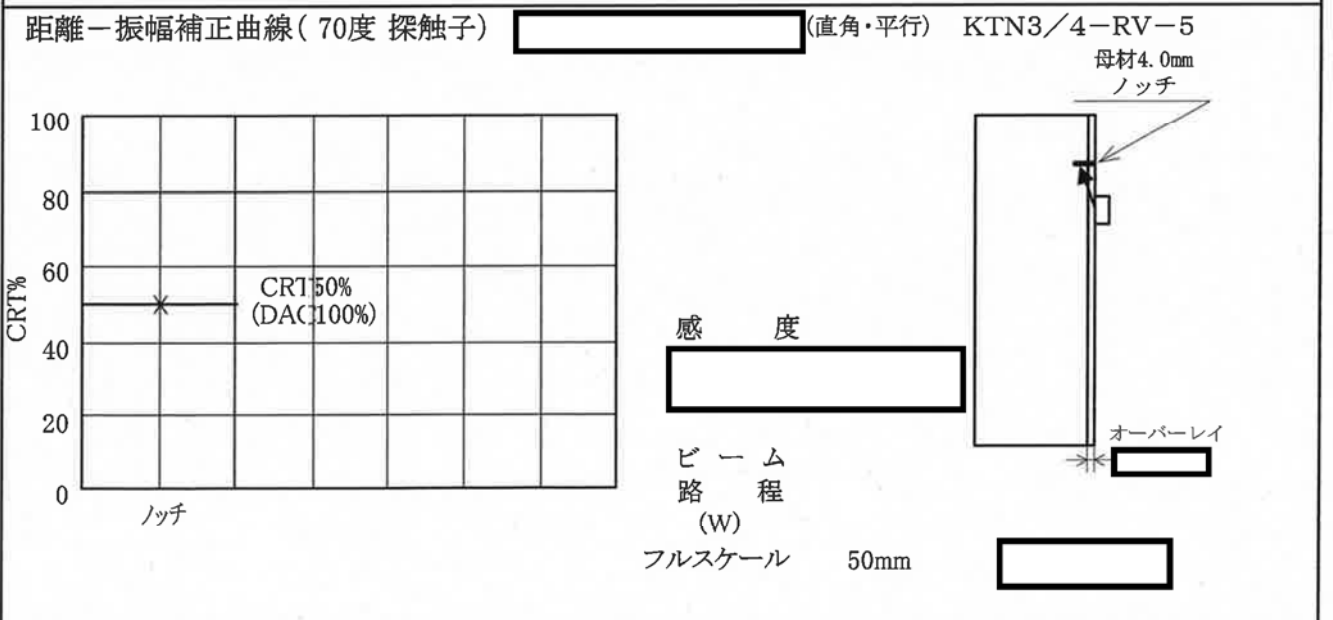 距離－振幅補正曲線( 70度 探触子) (直角・平行) KTN3／4－RV－5
母材4.0mm
ノッチ
100
80
60
40
20
0
CRT%
CRT50%
(DAC100%)
ノッチ
感 度
ビ ー ム
路 程
(W)
フルスケール 50mm
オーバーレイ